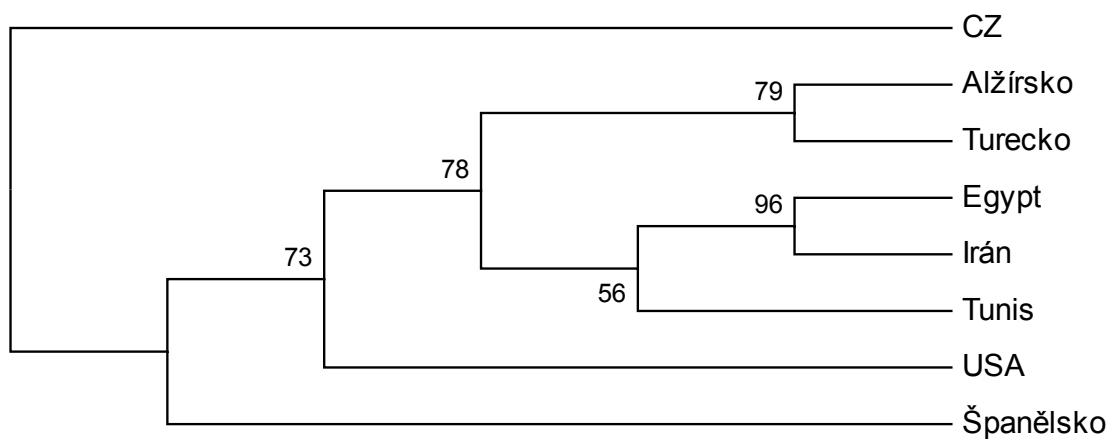 CZ
Alžírsko
79
Turecko
78
Egypt
96
Irán
73
56
Tunis
USA
Španělsko